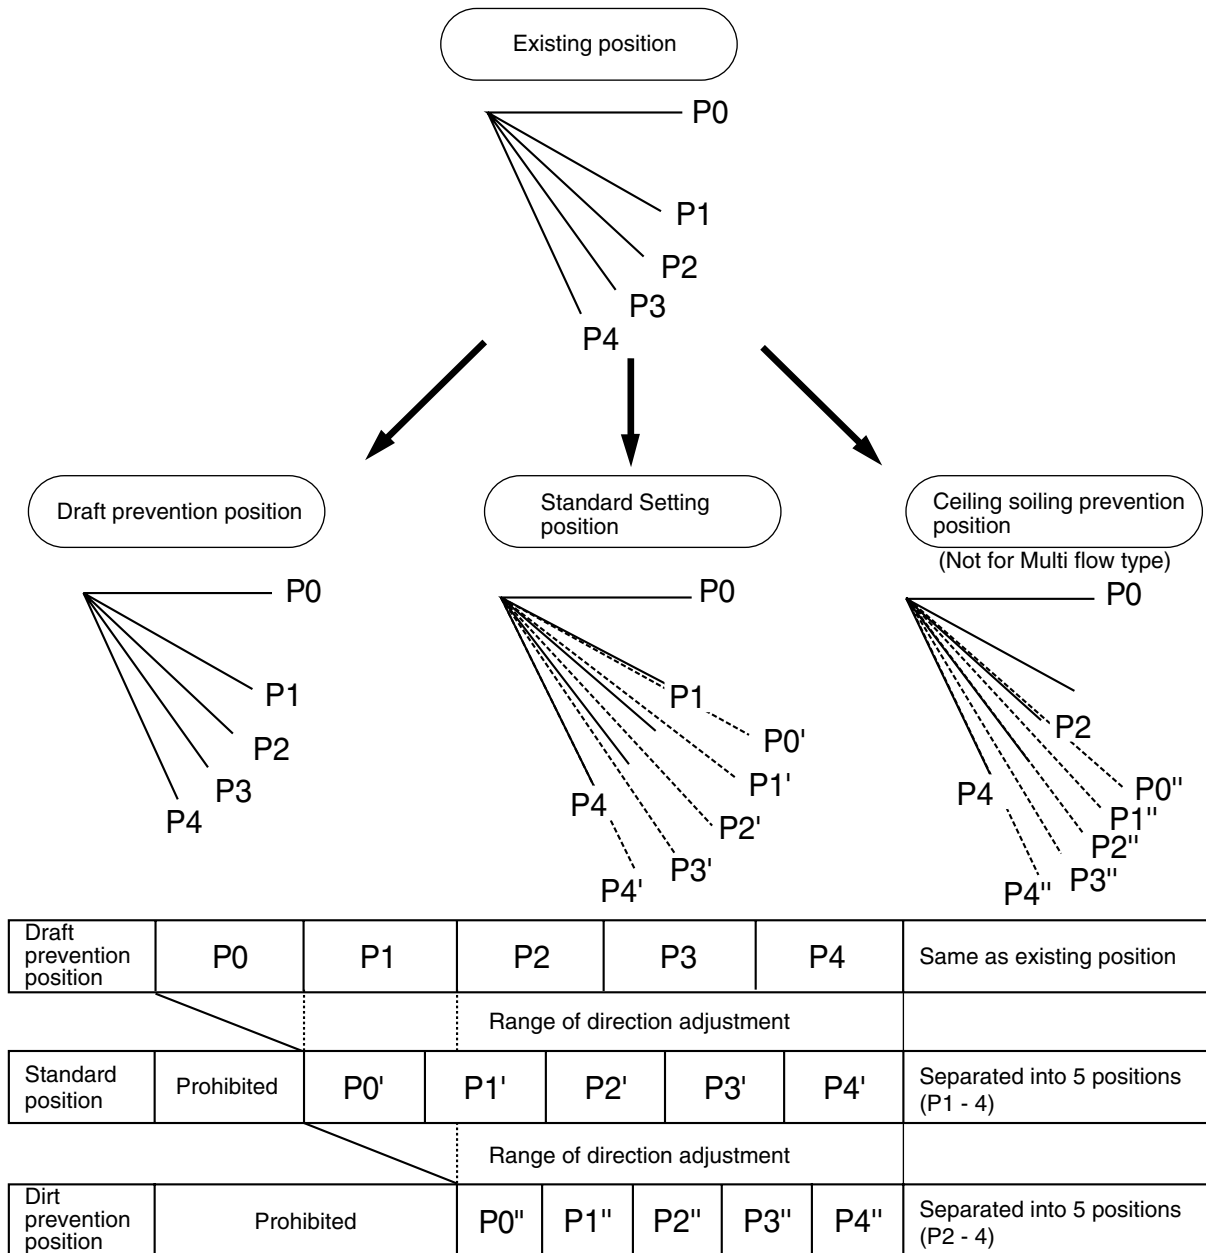 Existing position
P0
P1
P2
P3
P4
Draft prevention position
Standard Setting
position
Ceiling soiling prevention
position
(Not for Multi flow type)
P0
P1
P2
P3
P4
P0
P1
P0'
P1'
P4
P2'
P3'
P4'
P0
P2
P4
P0''
P1''
P2''
P3''
P4''
Draft
prevention
position
P0
P1
P2
P3
P4
Same as existing position
Range of direction adjustment
Standard
position
Prohibited
P0'
P1'
P2'
P3'
P4'
Separated into 5 positions
(P1 - 4)
Range of direction adjustment
Dirt
prevention
position
Prohibited
P0''
P1''
P2''
P3''
P4''
Separated into 5 positions
(P2 - 4)